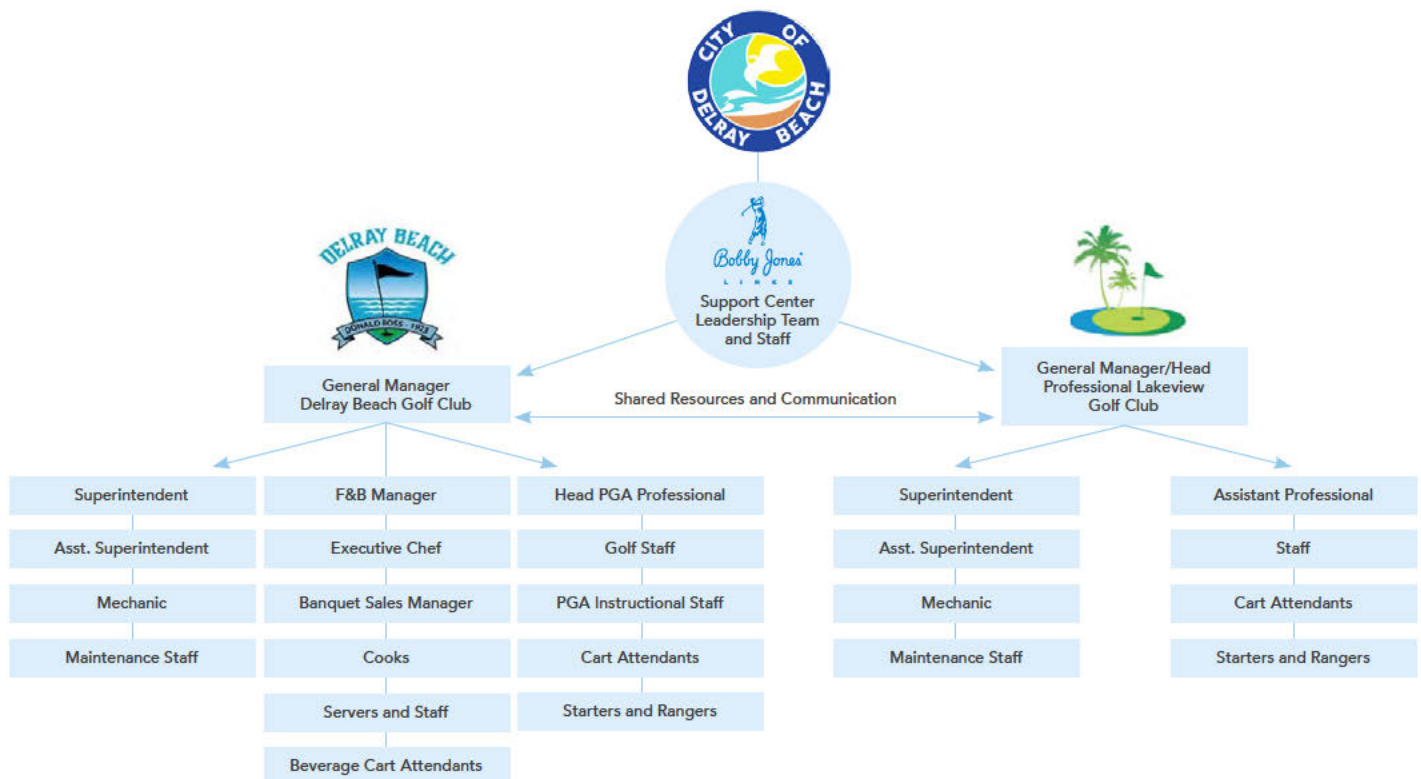 CITY OF
DELRAY BEACH
Bobby Jones
LINKS
Support Center
Leadership Team
and Staff
DELRAY BEACH
DONALD ROSS - 1923
General Manager
Delray Beach Golf Club
Shared Resources and Communication
General Manager/Head
Professional Lakeview
Golf Club
Superintendent
Asst. Superintendent
Mechanic
Maintenance Staff
F&B Manager
Executive Chef
Banquet Sales Manager
Cooks
Servers and Staff
Beverage Cart Attendants
Head PGA Professional
Golf Staff
PGA Instructional Staff
Cart Attendants
Starters and Rangers
Superintendent
Asst. Superintendent
Mechanic
Maintenance Staff
Assistant Professional
Staff
Cart Attendants
Starters and Rangers